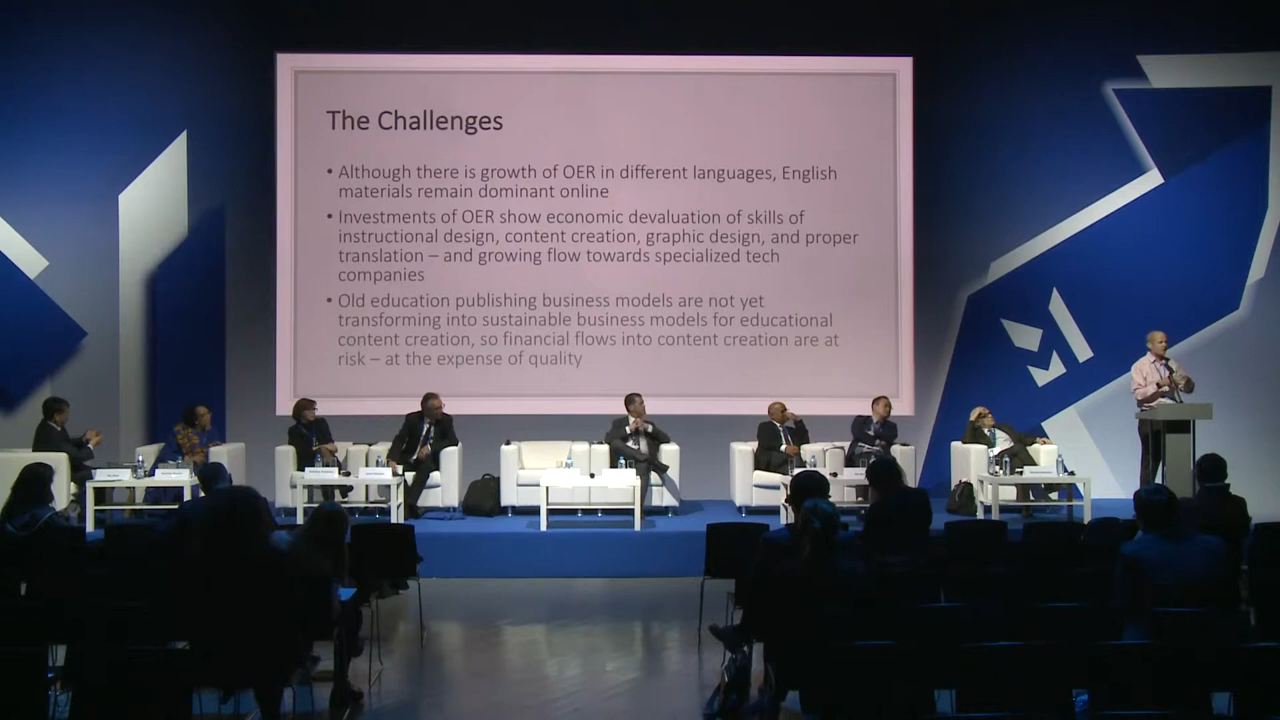 The Challenges
• Although there is growth of OER in different languages, English
materials remain dominant online
• Investments of OER show economic devaluation of skills of
instructional design, content creation, graphic design, and proper
translation – and growing flow towards specialized tech
companies
• Old education publishing business models are not yet
transforming into sustainable business models for educational
content creation, so financial flows into content creation are at
risk – at the expense of quality